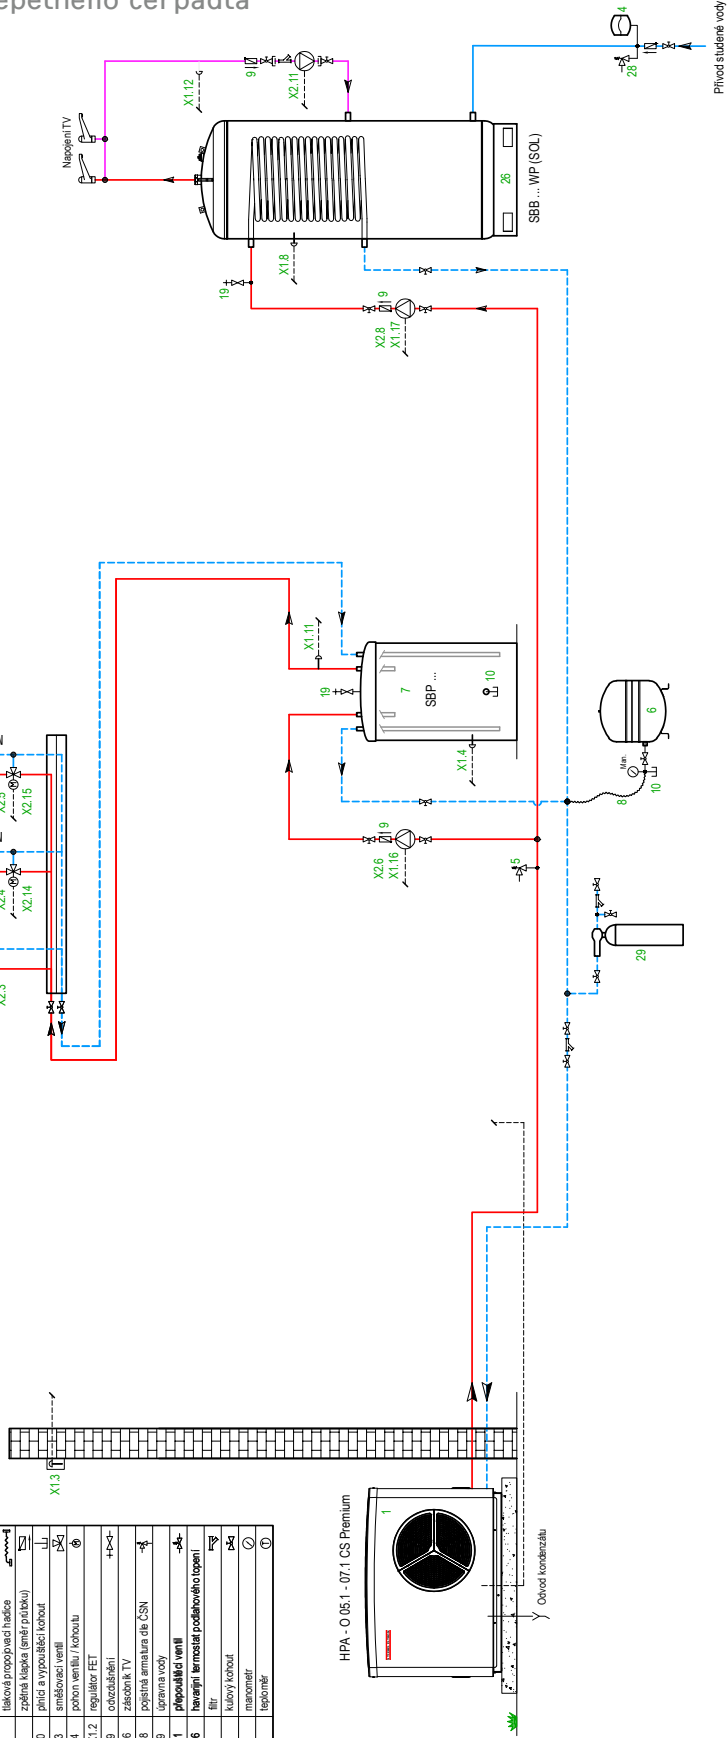 Napojení TV
X1.12
9
X2.11
4
28
Přívod studené vody
26
SBB ... WP (SOL)
X1.8
19
9
X2.8
X1.17
X1.11
19
7
SBP ...
10
X1.4
9
X2.6
X1.16
5
Man.
6
8
10
29
X2.5
X2.15
X2.4
X2.14
X2.3
X1.3
HPA - O 05.1 - 07.1 CS Premium
1
Odvod kondenzátu
tlaková propojovací hadice
zpětná klapka (směr průtoku)
plnící a vypouštěcí kohout
směšovací ventil
pohon ventilu / kohoutu
regulátor FET
odvzdušnění
zásobník TV
pojistná armatura dle ČSN
úpravna vody
přepouštěcí ventil
havarijní termostat podlahového topení
filtr
kulový kohout
manometr
teploměr